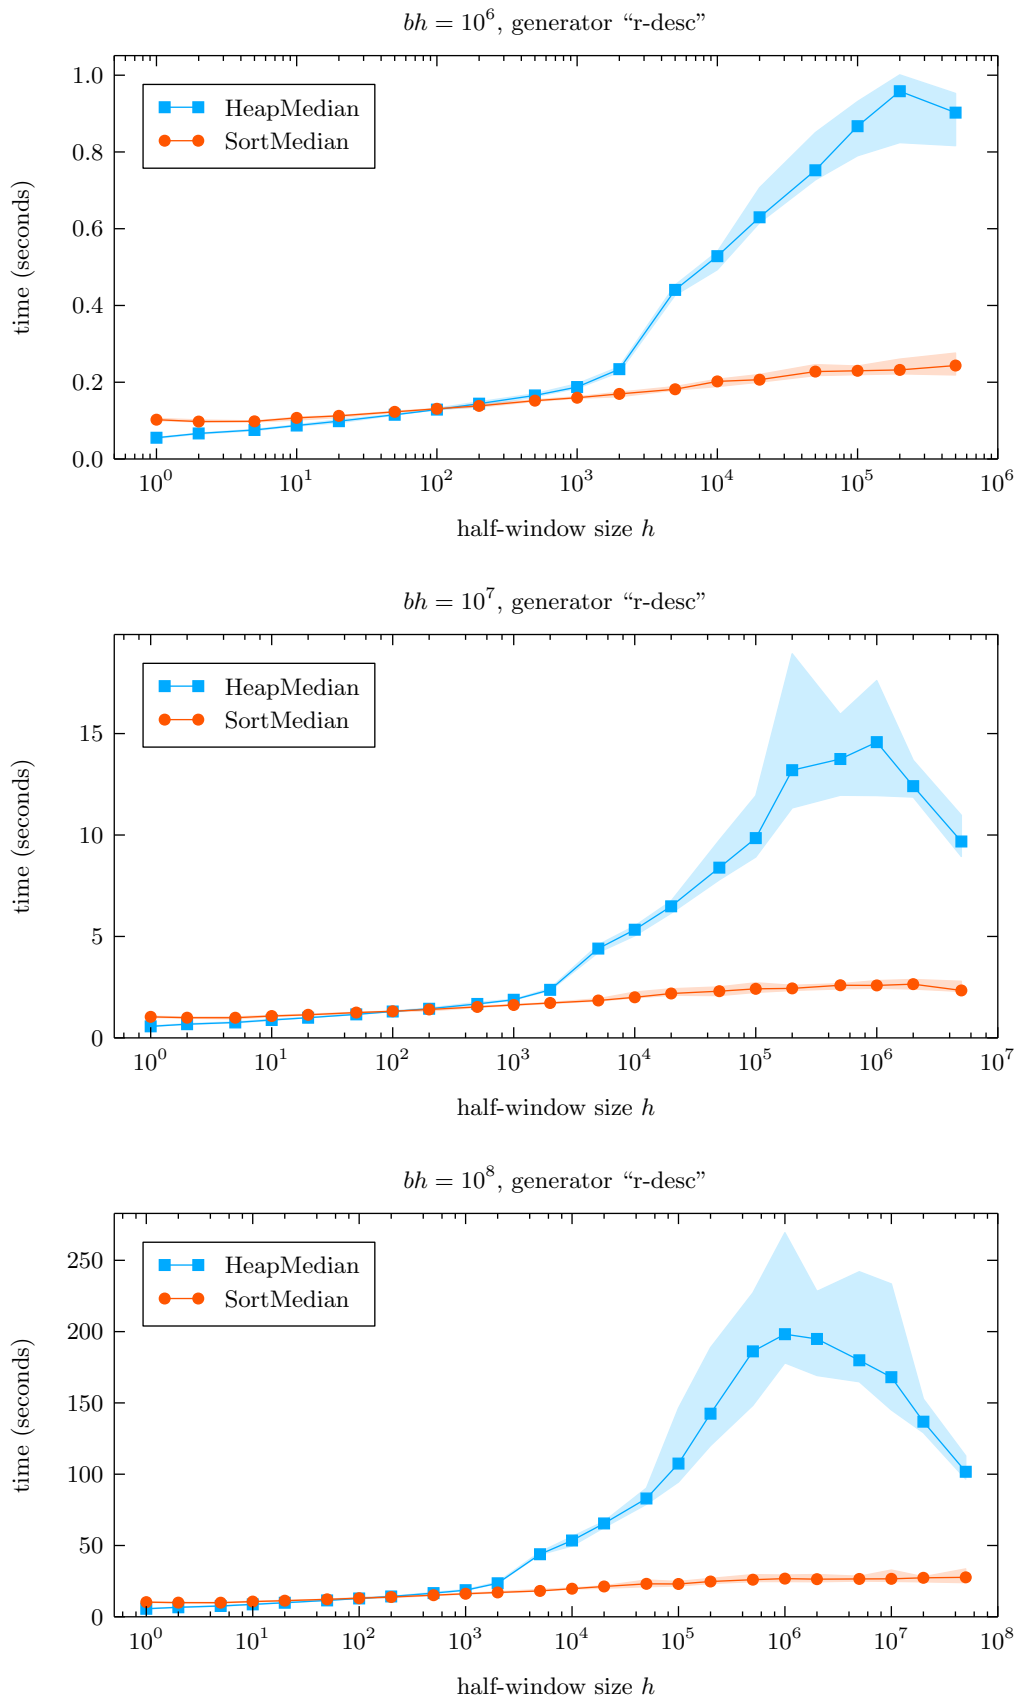 bh = 10^6, generator “r-desc”
HeapMedian
SortMedian
time (seconds)
1.0
0.8
0.6
0.4
0.2
0.0
10^0 10^1 10^2 10^3 10^4 10^5 10^6
half-window size h
bh = 10^7, generator “r-desc”
HeapMedian
SortMedian
time (seconds)
15
10
5
0
10^0 10^1 10^2 10^3 10^4 10^5 10^6 10^7
half-window size h
bh = 10^8, generator “r-desc”
HeapMedian
SortMedian
time (seconds)
250
200
150
100
50
0
10^0 10^1 10^2 10^3 10^4 10^5 10^6 10^7 10^8
half-window size h